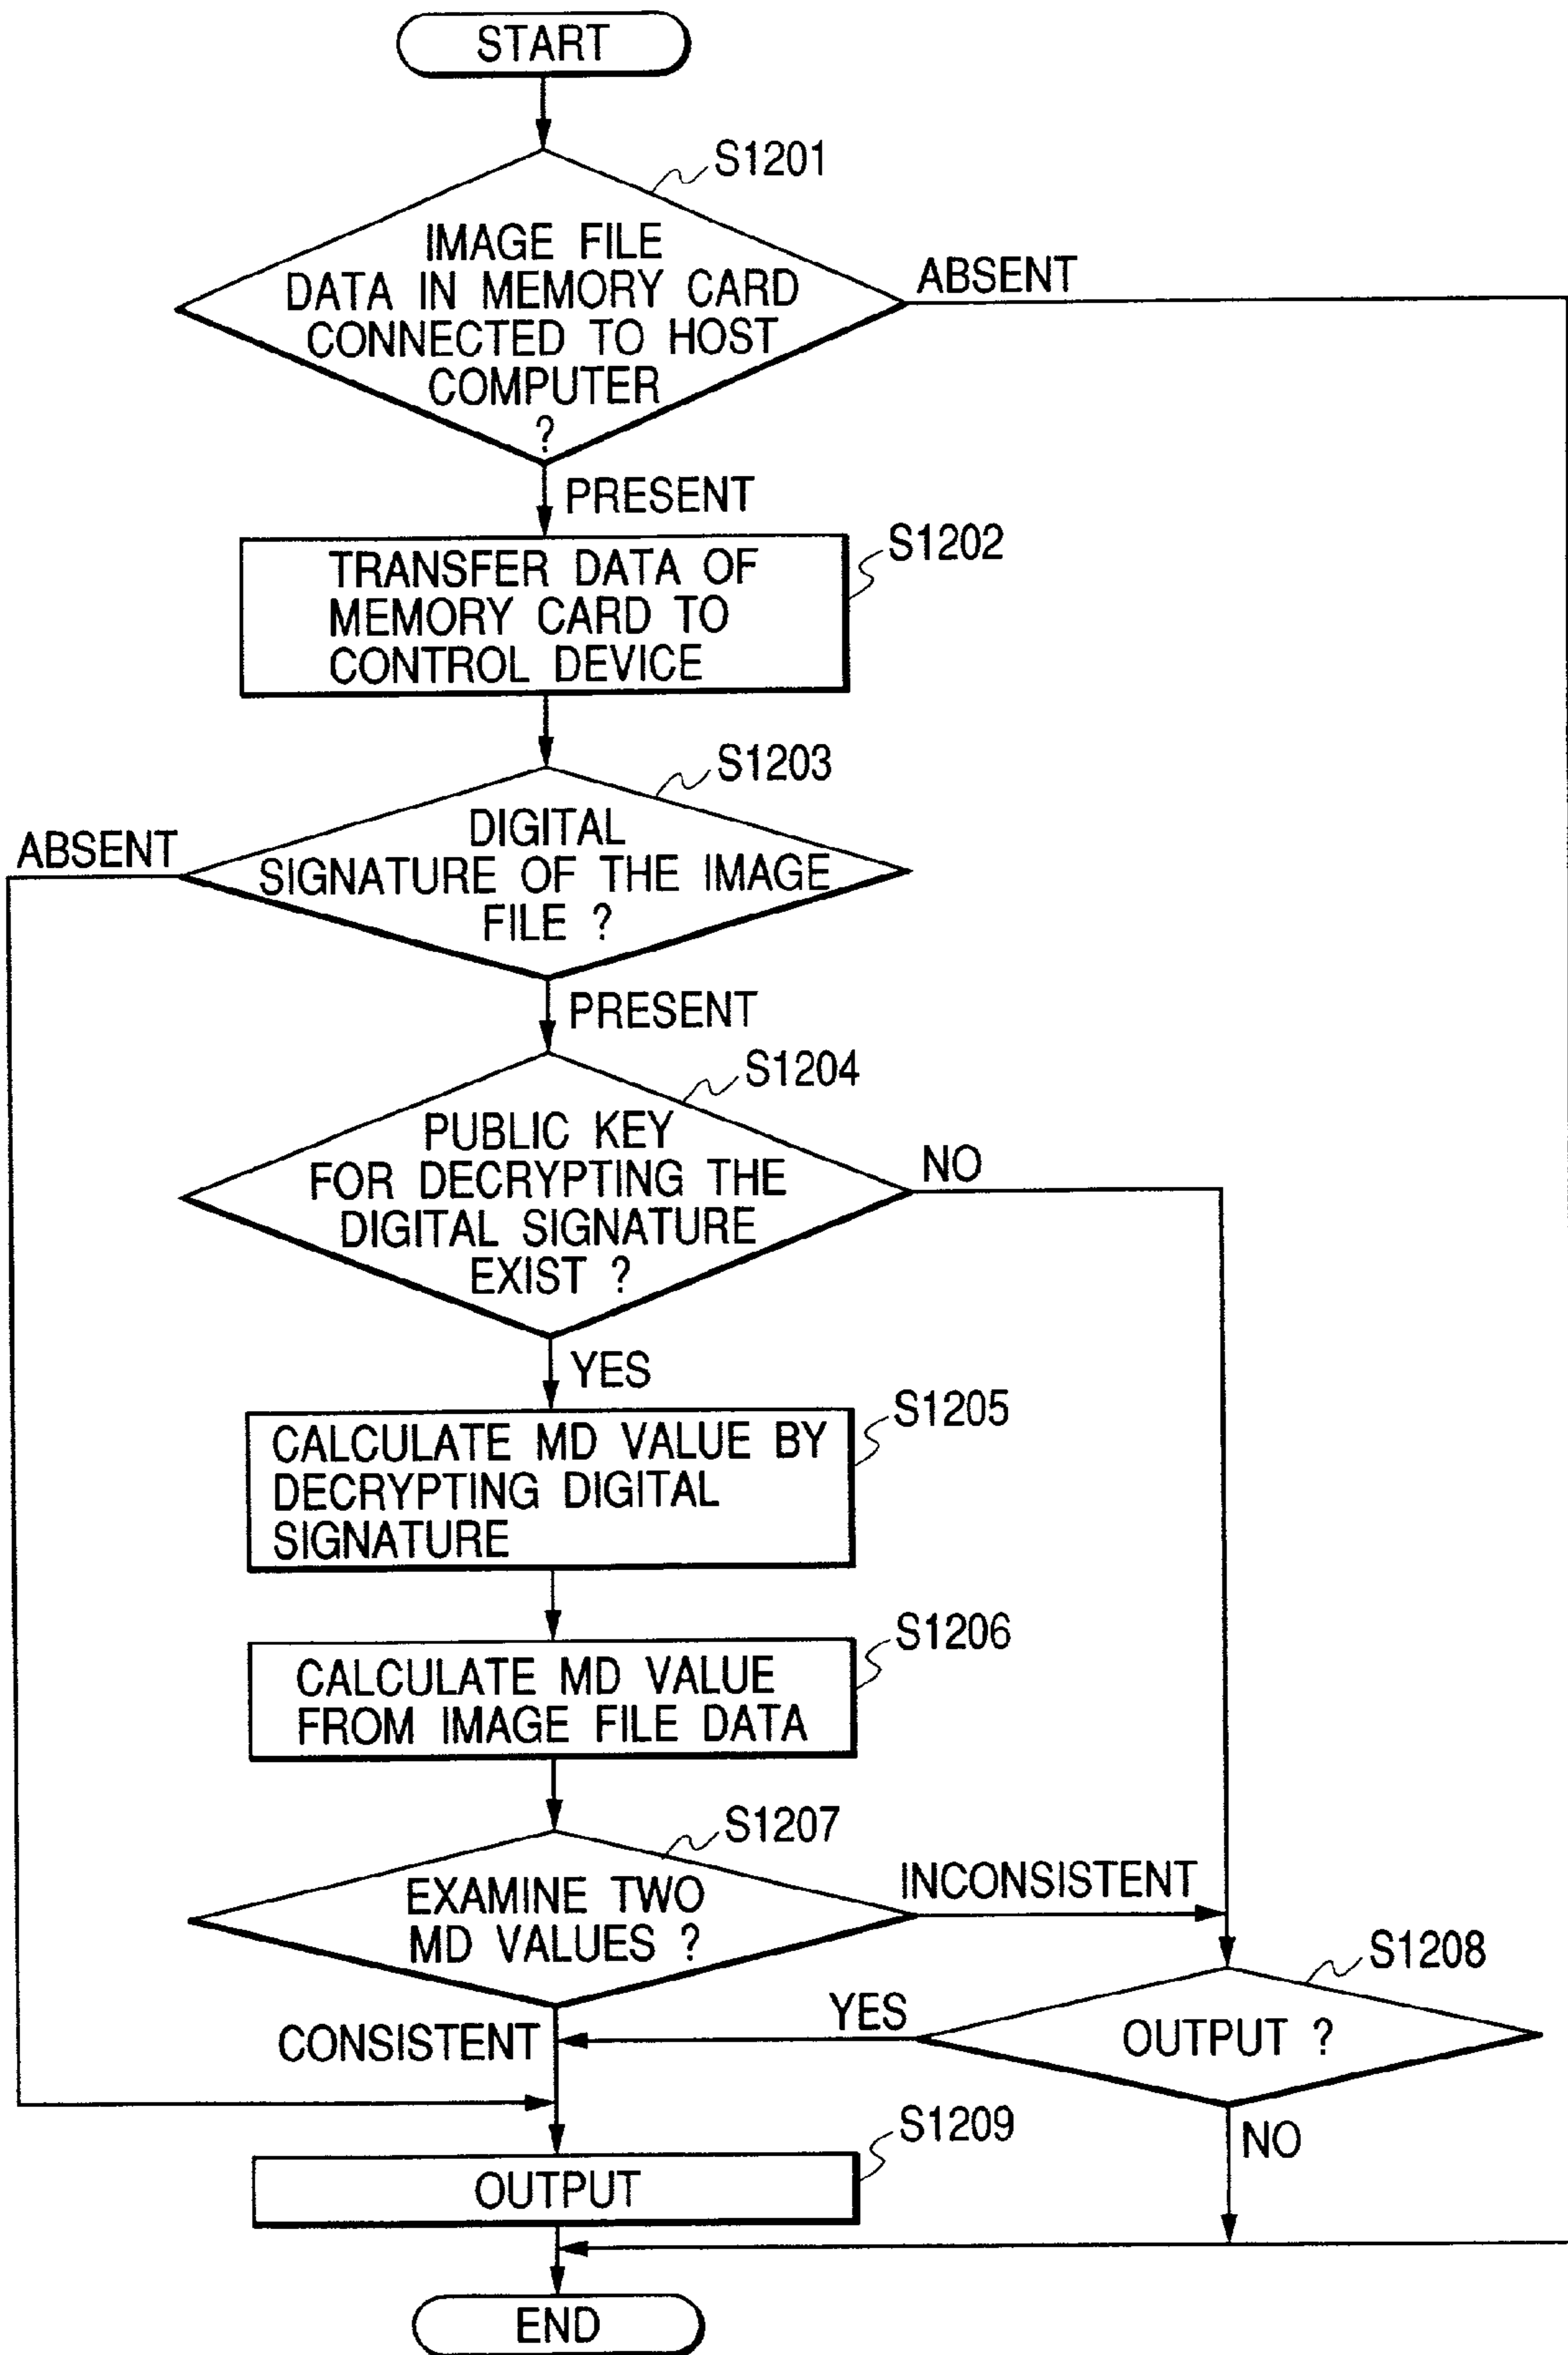 START
S1201
IMAGE FILE
DATA IN MEMORY CARD
CONNECTED TO HOST
COMPUTER
?
ABSENT
PRESENT
S1202
TRANSFER DATA OF
MEMORY CARD TO
CONTROL DEVICE
S1203
DIGITAL
SIGNATURE OF THE IMAGE
FILE ?
ABSENT
PRESENT
S1204
PUBLIC KEY
FOR DECRYPTING THE
DIGITAL SIGNATURE
EXIST ?
NO
YES
S1205
CALCULATE MD VALUE BY
DECRYPTING DIGITAL
SIGNATURE
S1206
CALCULATE MD VALUE
FROM IMAGE FILE DATA
S1207
EXAMINE TWO
MD VALUES ?
INCONSISTENT
S1208
OUTPUT ?
YES
CONSISTENT
NO
S1209
OUTPUT
END